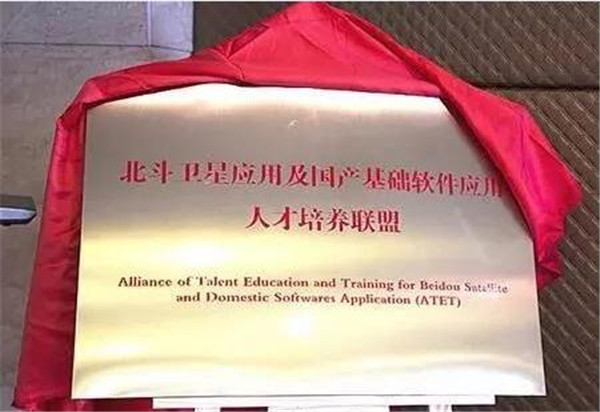 北斗卫星应用及国产基础软件应用
人才培养联盟
Alliance of Talent Education and Training for Beidou Satellite
and Domestic Softwares Application (ATET)